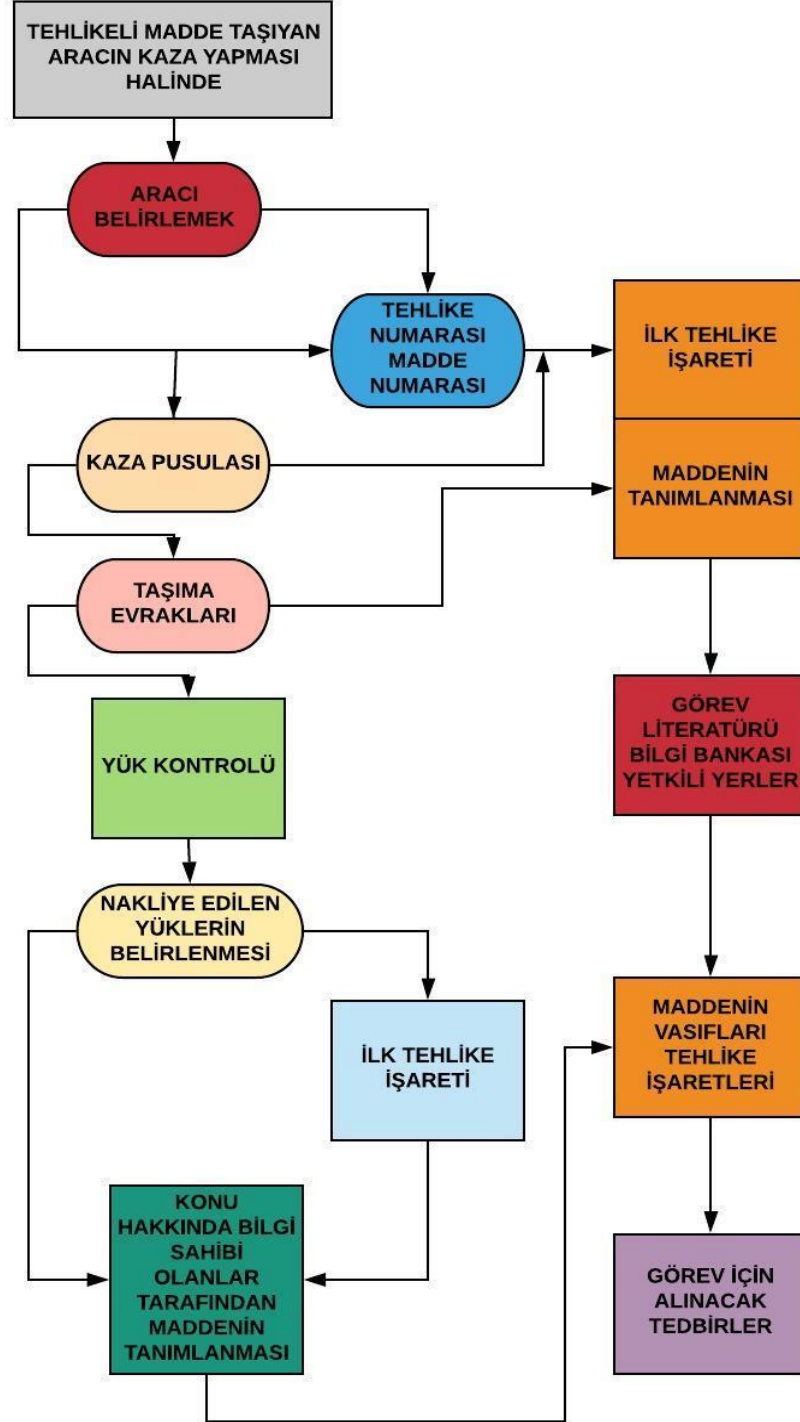 TEHLİKELİ MADDE TAŞIYAN
ARACIN KAZA YAPMASI
HALİNDE
ARACI
BELİRLEMEK
TEHLİKE
NUMARASI
MADDE
NUMARASI
İLK TEHLİKE
İŞARETİ
KAZA PUSULASI
MADDENİN
TANIMLANMASI
TAŞIMA
EVRAKLARI
YÜK KONTROLÜ
GÖREV
LİTERATÜRÜ
BİLGİ BANKASI
YETKİLİ YERLER
NAKLİYE EDİLEN
YÜKLERİN
BELİRLENMESİ
İLK TEHLİKE
İŞARETİ
MADDENİN
VASIFLARI
TEHLİKE
İŞARETLERİ
KONU
HAKKINDA BİLGİ
SAHİBİ
OLANLAR
TARAFINDAN
MADDENİN
TANIMLANMASI
GÖREV İÇİN
ALINACAK
TEDBİRLER